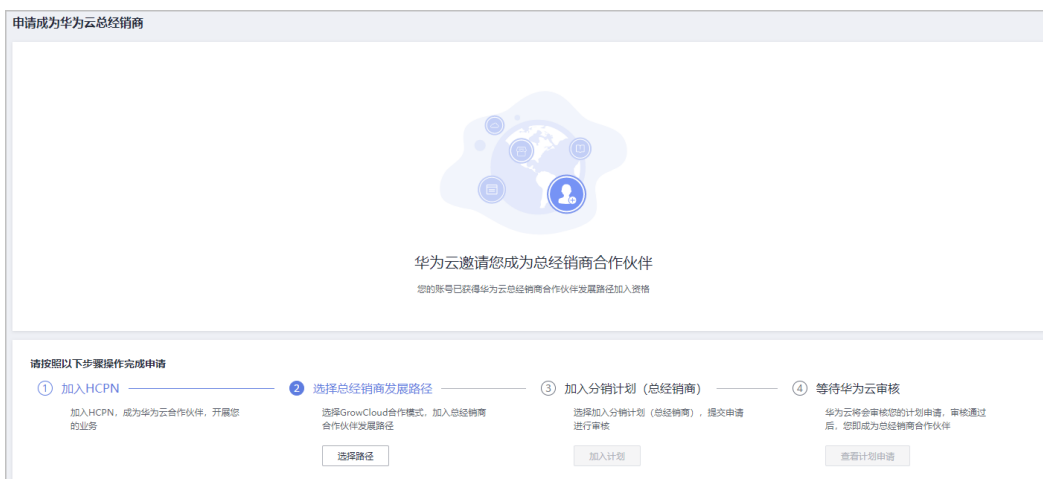 申请成为华为云总经销商
华为云邀请您成为总经销商合作伙伴
您的账号已获得华为云总经销商合作伙伴发展路径加入资格
请按照以下步骤操作完成申请
1 加入HCPN
2 选择总经销商发展路径
3 加入分销计划（总经销商）
4 等待华为云审核
加入HCPN，成为华为云合作伙伴，开展您
的业务
选择GrowCloud合作模式，加入总经销商
合作伙伴发展路径
选择加入分销计划（总经销商），提交申请
进行审核
华为云将会审核您的计划申请，审核通过
后，您即成为总经销商合作伙伴
选择路径
加入计划
查看计划申请